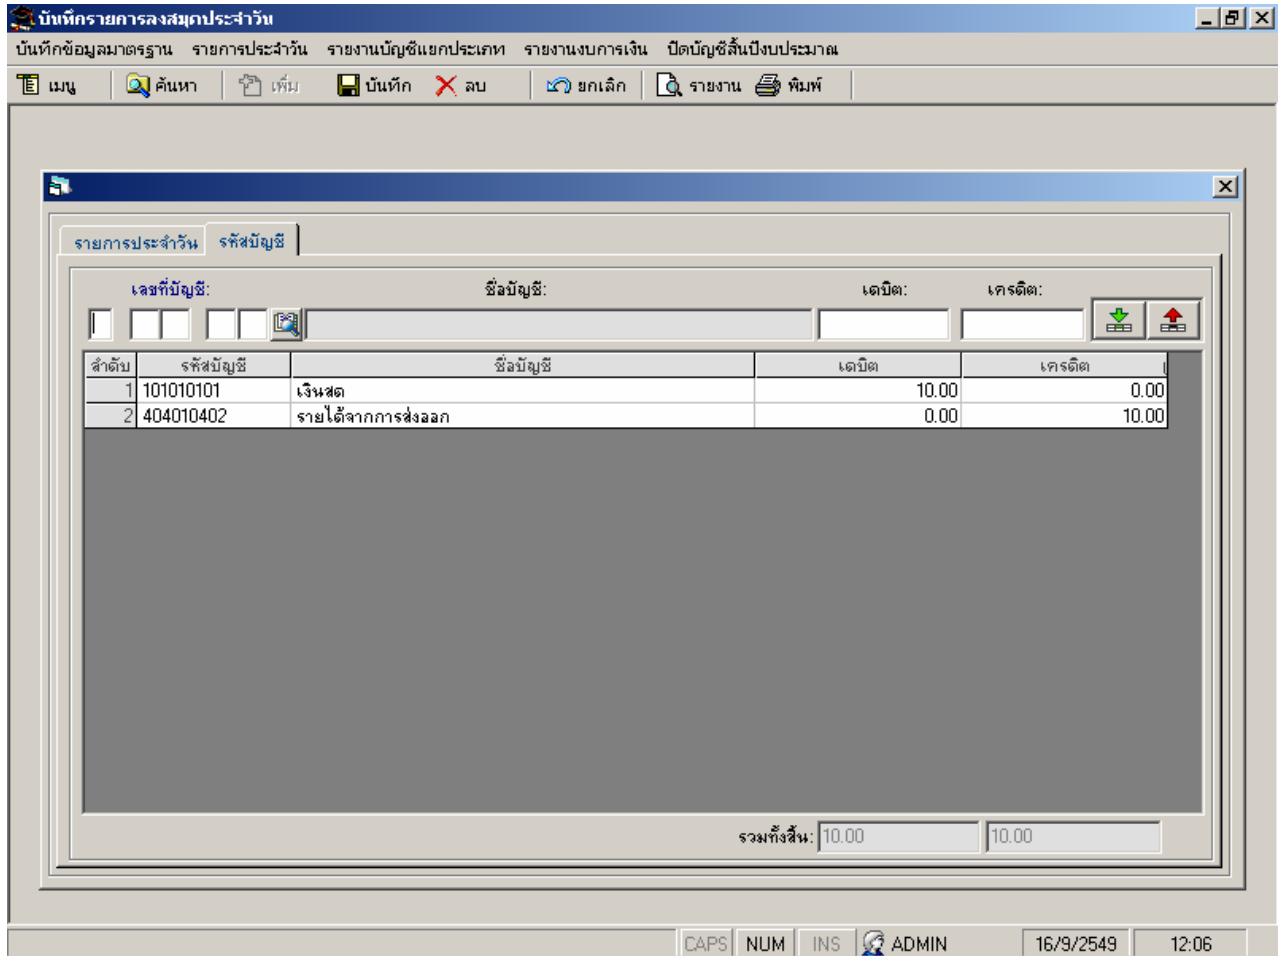 บันทึกรายการลงสมุดประจำวัน
บันทึกข้อมูลมาตรฐาน รายการประจำวัน รายงานบัญชีแยกประเภท รายงานงบการเงิน ปิดบัญชีสิ้นปีงบประมาณ
เมนู ค้นหา เพิ่ม บันทึก ลบ ยกเลิก รายงาน พิมพ์
รายการประจำวัน รหัสบัญชี
เลขที่บัญชี: ชื่อบัญชี: เดบิต: เครดิต:
ลำดับ รหัสบัญชี ชื่อบัญชี เดบิต เครดิต
1 101010101 เงินสด 10.00 0.00
2 404010402 รายได้จากการส่งออก 0.00 10.00
รวมทั้งสิ้น: 10.00 10.00
CAPS NUM INS ADMIN 16/9/2549 12:06